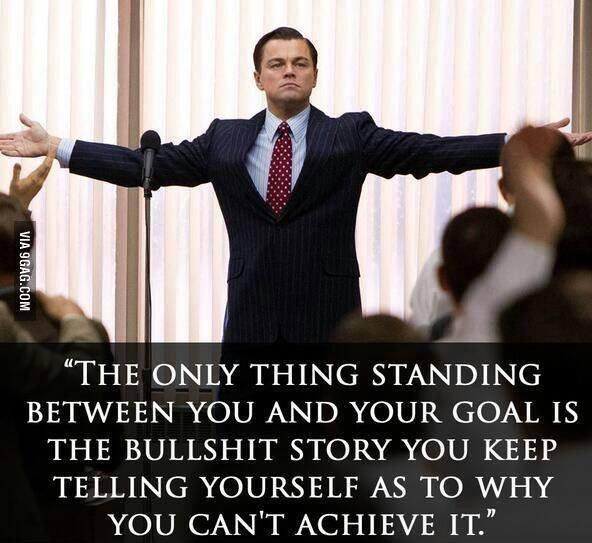 VIA 9GAG.COM
“THE ONLY THING STANDING
BETWEEN YOU AND YOUR GOAL IS
THE BULLSHIT STORY YOU KEEP
TELLING YOURSELF AS TO WHY
YOU CAN'T ACHIEVE IT.”